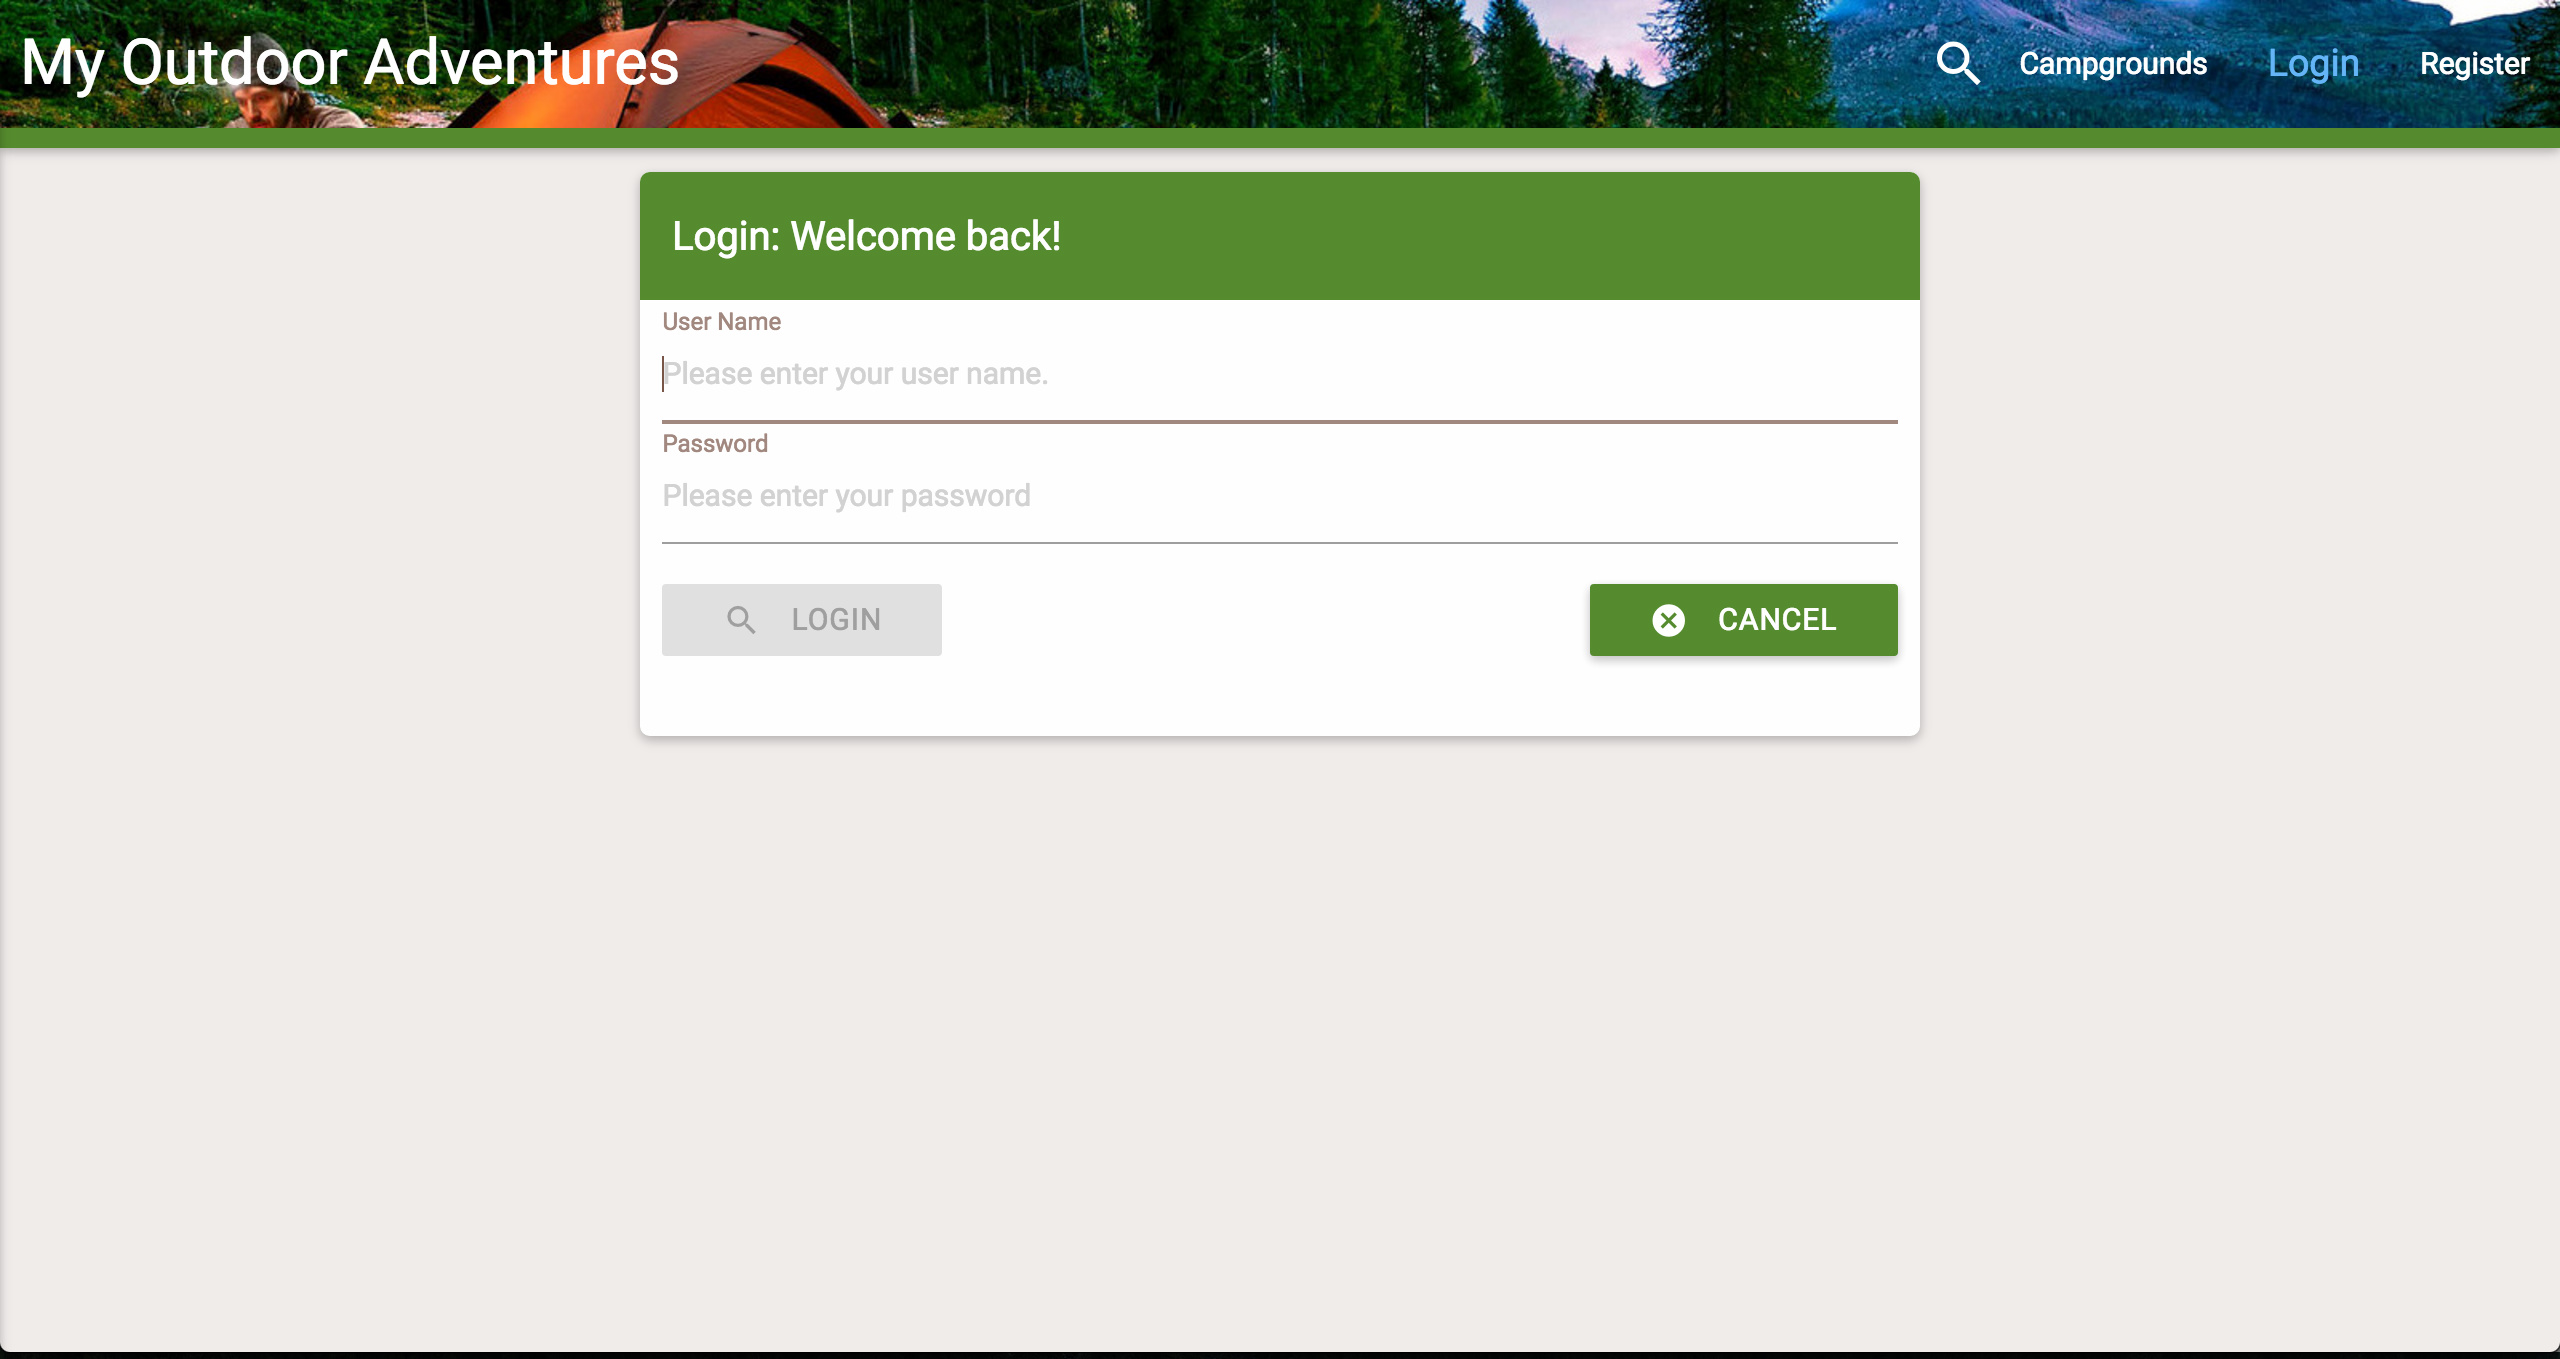 My Outdoor Adventures
Campgrounds
Login
Register
Login: Welcome back!
User Name
Please enter your user name.
Password
Please enter your password
LOGIN
CANCEL